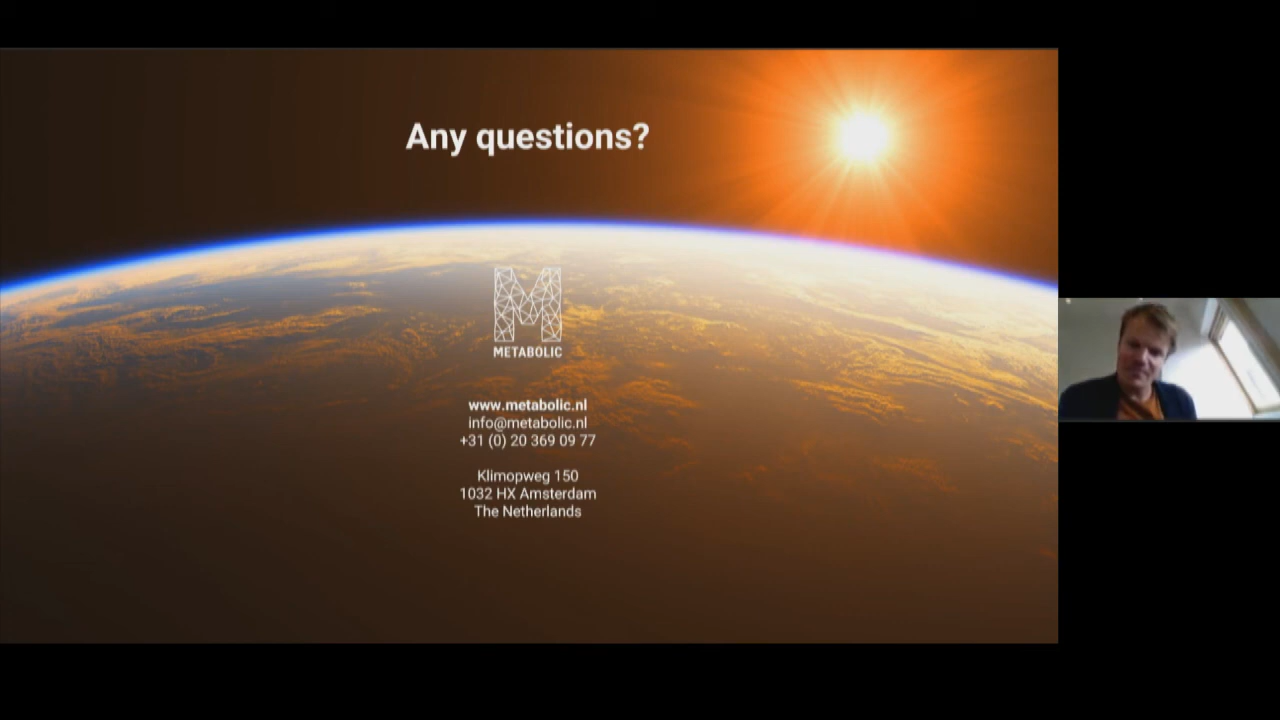 Any questions?
METABOLIC
www.metabolic.nl
info@metabolic.nl
+31 (0) 20 369 09 77
Klimopweg 150
1032 HX Amsterdam
The Netherlands